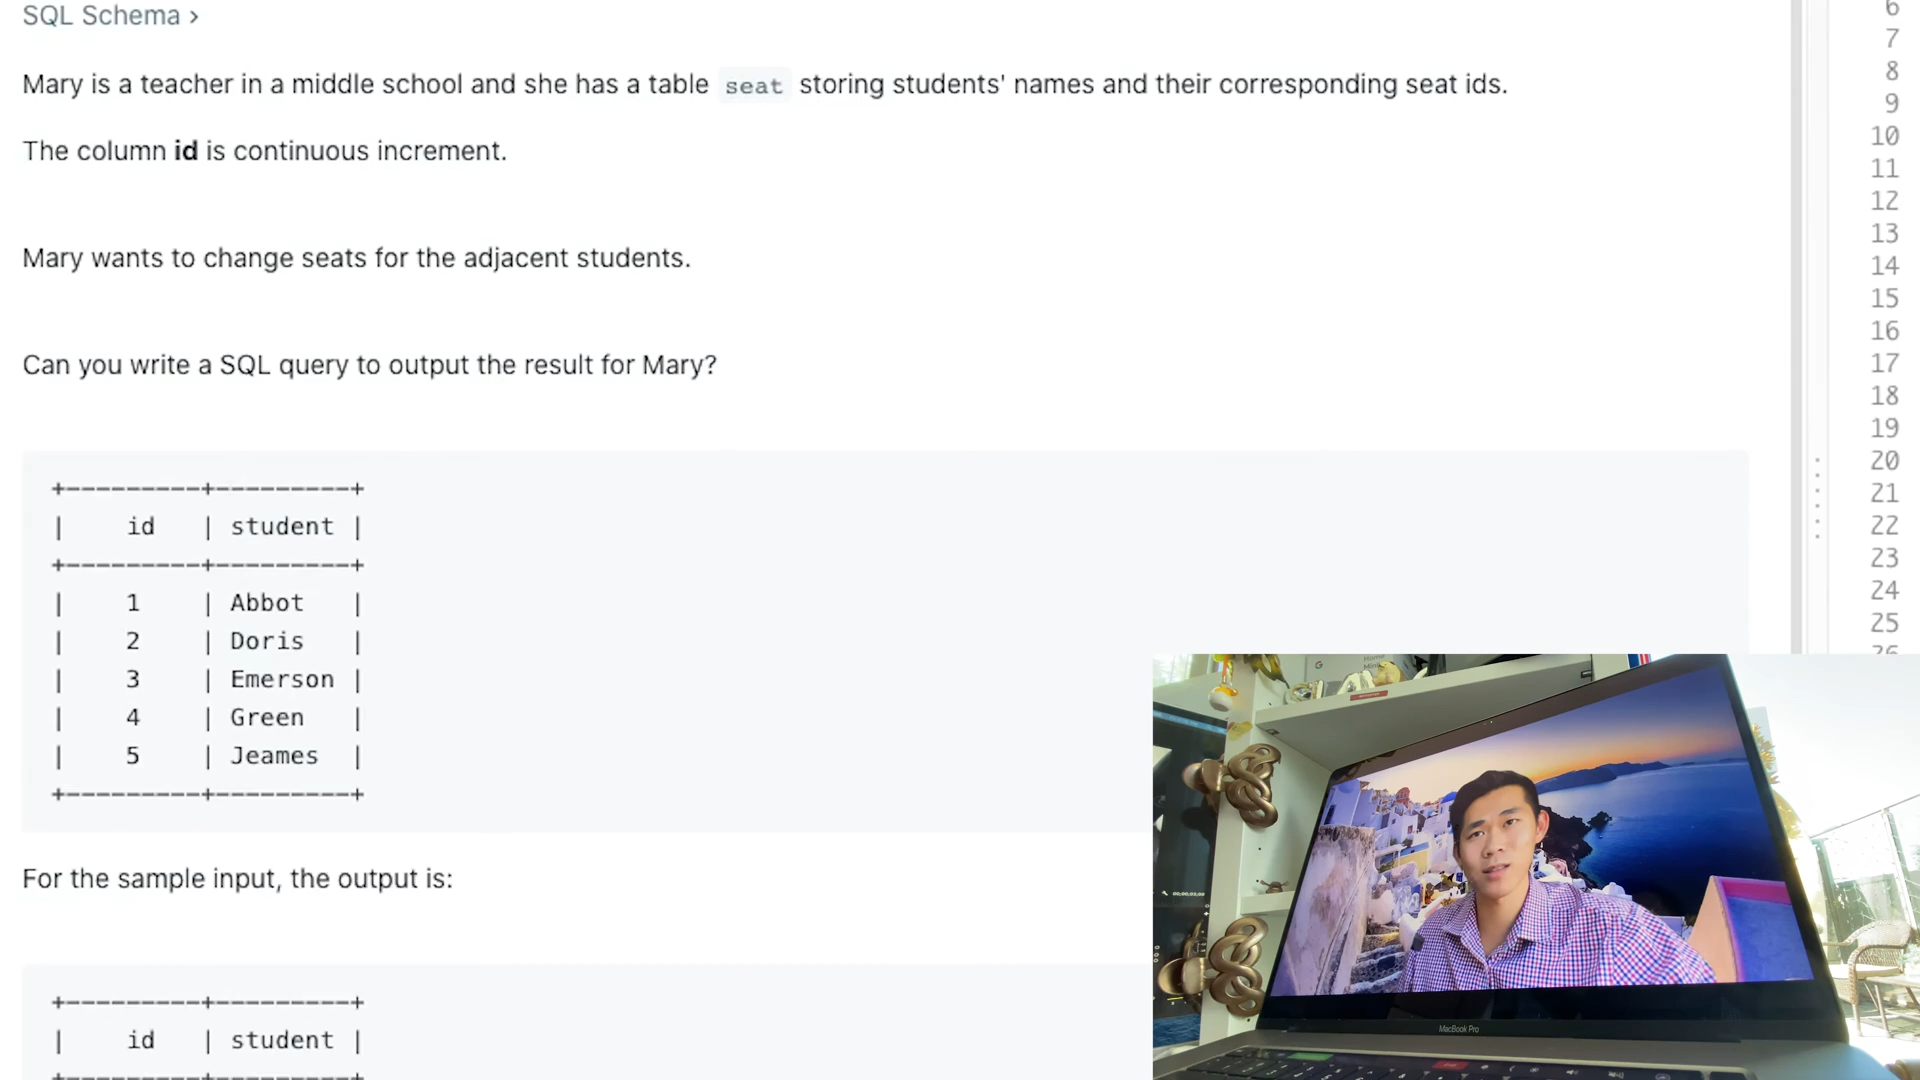 SQL Schema >
Mary is a teacher in a middle school and she has a table seat storing students' names and their corresponding seat ids.
The column id is continuous increment.
Mary wants to change seats for the adjacent students.
Can you write a SQL query to output the result for Mary?
+---------+---------+
|    id   | student |
+---------+---------+
|    1    | Abbot   |
|    2    | Doris   |
|    3    | Emerson |
|    4    | Green   |
|    5    | Jeames  |
+---------+---------+
For the sample input, the output is:
+---------+---------+
|    id   | student |
+---------+---------+
6
7
8
9
10
11
12
13
14
15
16
17
18
19
20
21
22
23
24
25
26
Home
Mini
MacBook Pro